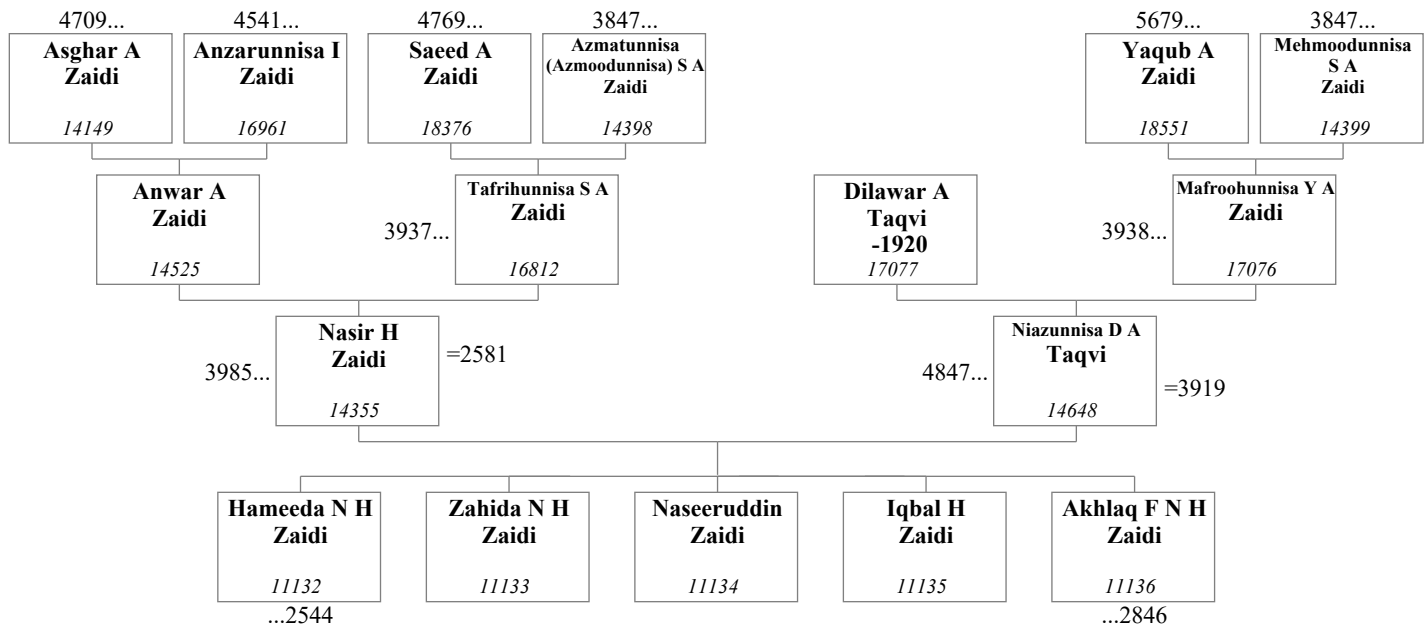 4709...
4541...
4769...
3847...
5679...
3847...
Asghar A
Zaidi
14149
Anzarunnisa I
Zaidi
16961
Saeed A
Zaidi
18376
Azmatunnisa
(Azmoodunnisa) S A
Zaidi
14398
Yaqub A
Zaidi
18551
Mehmoodunnisa
S A
Zaidi
14399
Anwar A
Zaidi
14525
3937...
Tafrihunnisa S A
Zaidi
16812
Dilawar A
Taqvi
-1920
17077
3938...
Mafroohunnisa Y A
Zaidi
17076
3985...
Nasir H
Zaidi
14355
=2581
4847...
Niazunnisa D A
Taqvi
14648
=3919
Hameeda N H
Zaidi
11132
...2544
Zahida N H
Zaidi
11133
Naseeruddin
11134
Iqbal H
Zaidi
11135
Akhlaq F N H
Zaidi
11136
...2846